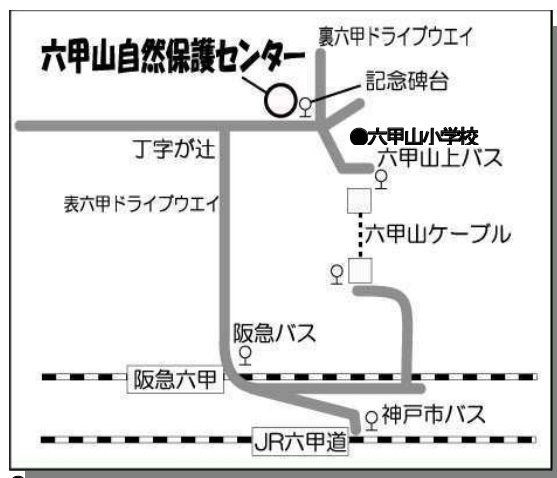 裏六甲ドライブウエイ
六甲山自然保護センター
記念碑台
●六甲山小学校
丁字が辻
六甲山上バス
表六甲ドライブウエイ
六甲山ケーブル
阪急バス
阪急六甲
神戸市バス
JR六甲道